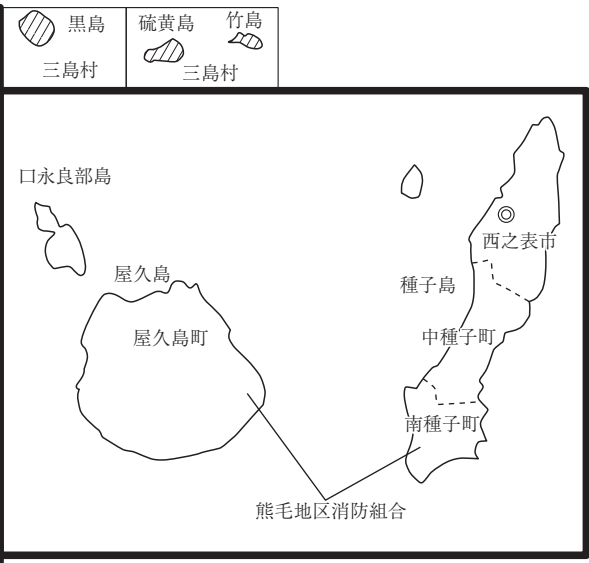 黒島
三島村
硫黄島
竹島
三島村
口永良部島
屋久島
屋久島町
西之表市
種子島
中種子町
南種子町
熊毛地区消防組合